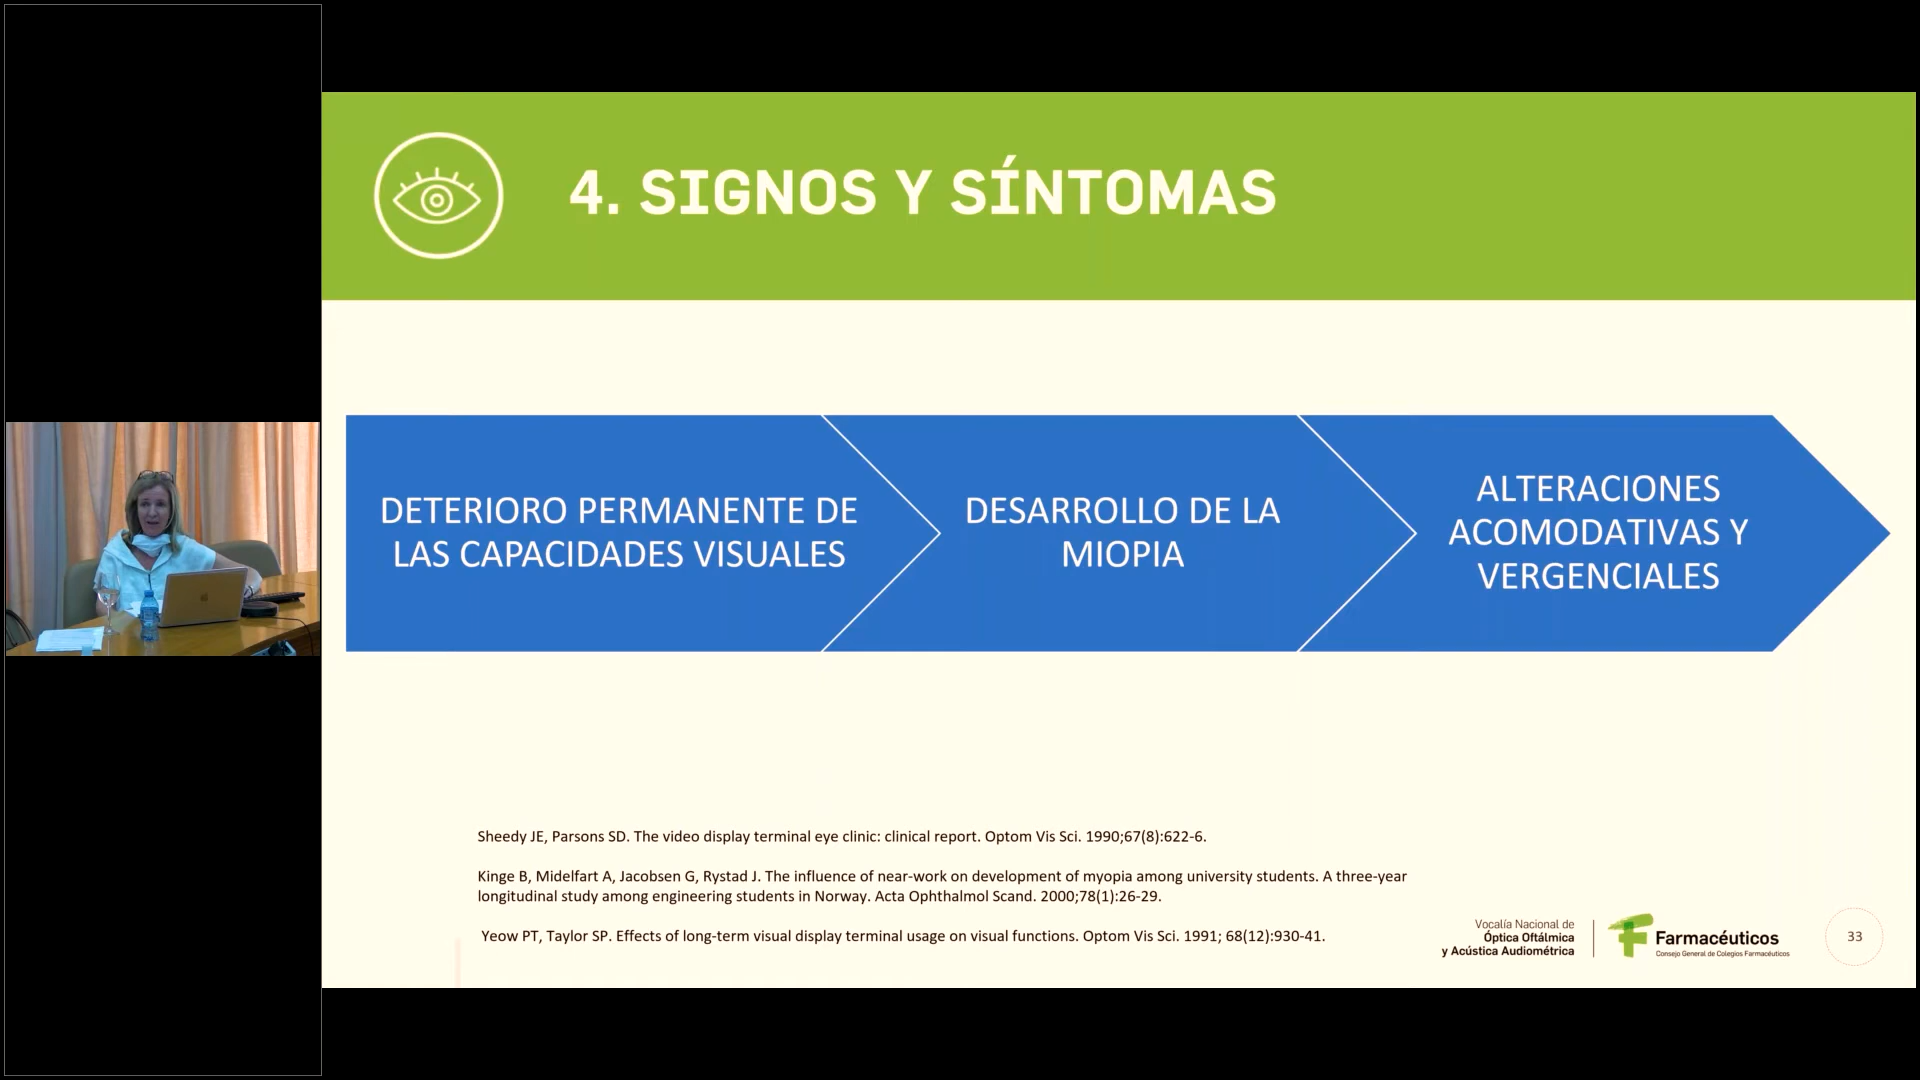 4. SIGNOS Y SÍNTOMAS
DETERIORO PERMANENTE DE
LAS CAPACIDADES VISUALES
DESARROLLO DE LA
MIOPIA
ALTERACIONES
ACOMODATIVAS Y
VERGENCIALES
Sheedy JE, Parsons SD. The video display terminal eye clinic: clinical report. Optom Vis Sci. 1990;67(8):622-6.
Kinge B, Midelfart A, Jacobsen G, Rystad J. The influence of near-work on development of myopia among university students. A three-year
longitudinal study among engineering students in Norway. Acta Ophthalmol Scand. 2000;78(1):26-29.
Yeow PT, Taylor SP. Effects of long-term visual display terminal usage on visual functions. Optom Vis Sci. 1991; 68(12):930-41.
Vocalía Nacional de
Óptica Oftálmica
y Acústica Audiométrica
Farmacéuticos
Consejo General de Colegios Farmacéuticos
33